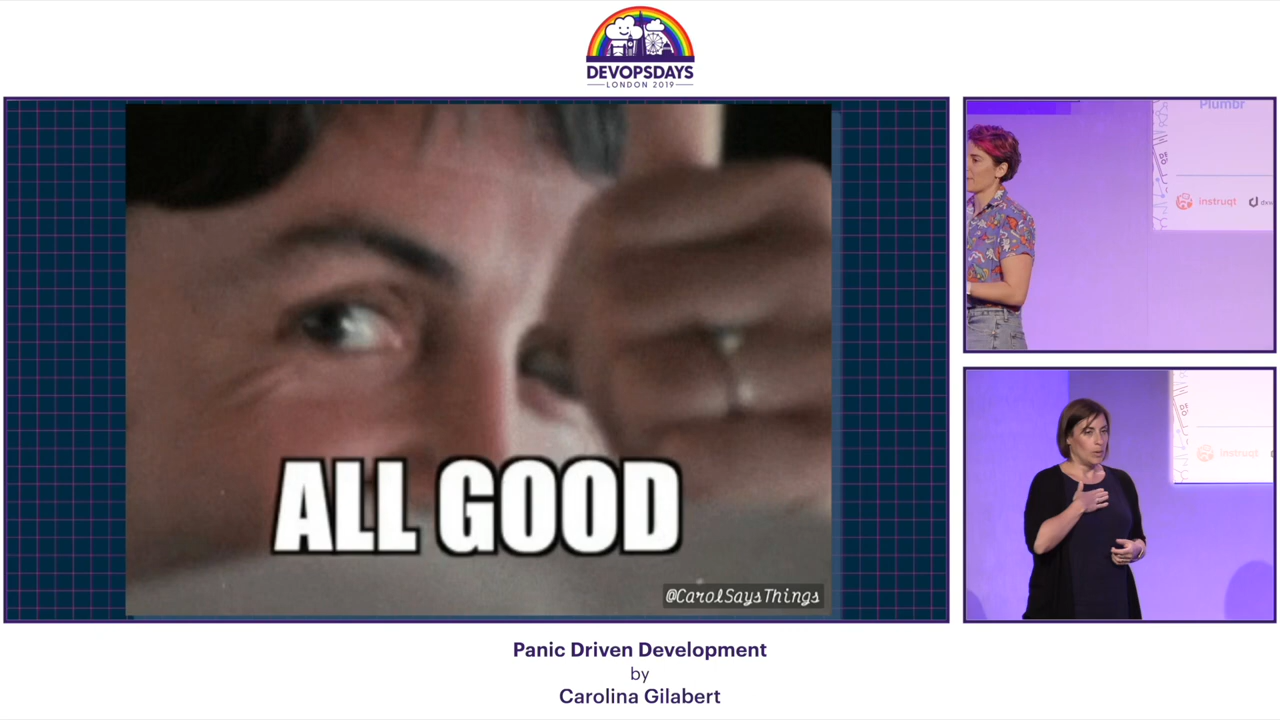 DEVOPSDAYS
LONDON 2019
ALL GOOD
@CarolSaysThings
Plumbr
instruqt
instruqt
Panic Driven Development
by
Carolina Gilabert